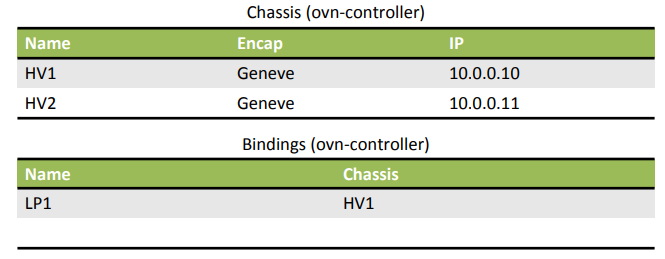 Chassis (ovn-controller)
Name Encap IP
HV1 Geneve 10.0.0.10
HV2 Geneve 10.0.0.11
Bindings (ovn-controller)
Name Chassis
LP1 HV1